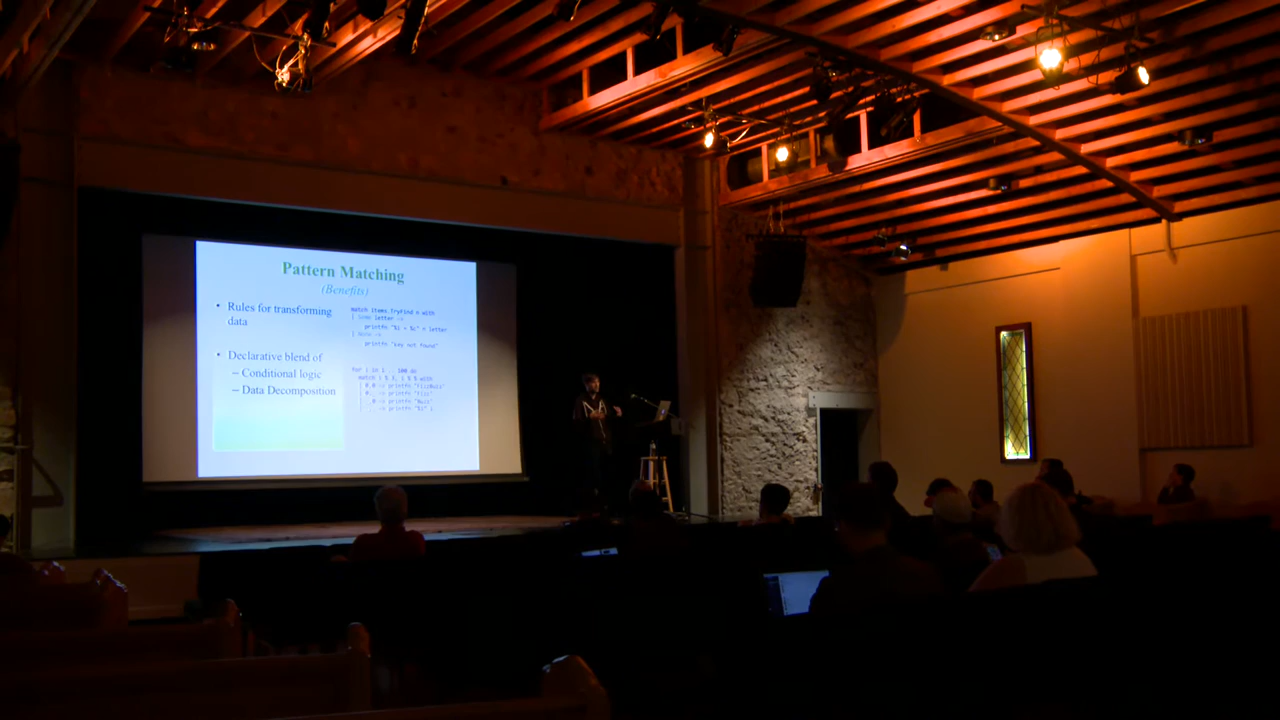 Pattern Matching
(Benefits)
• Rules for transforming
data
• Declarative blend of
– Conditional logic
– Data Decomposition
match items.TryFind n with
| Some letter ->
printfn "%i = %c" n letter
| None ->
printfn "key not found"
for i in 1 .. 100 do
match i % 3, i % 5 with
| 0,0 -> printfn "FizzBuzz"
| 0,_ -> printfn "Fizz"
| _,0 -> printfn "Buzz"
| _ -> printfn "%i" i